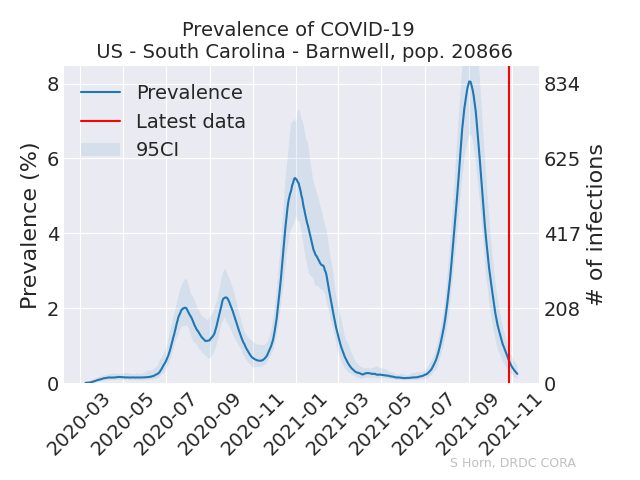 Prevalence of COVID-19
US - South Carolina - Barnwell, pop. 20866
Prevalence
Latest data
95CI
Prevalence (%)
8
6
4
2
0
834
625
417
208
0
# of infections
2020-03
2020-05
2020-07
2020-09
2020-11
2021-01
2021-03
2021-05
2021-07
2021-09
2021-11
S Horn, DRDC CORA